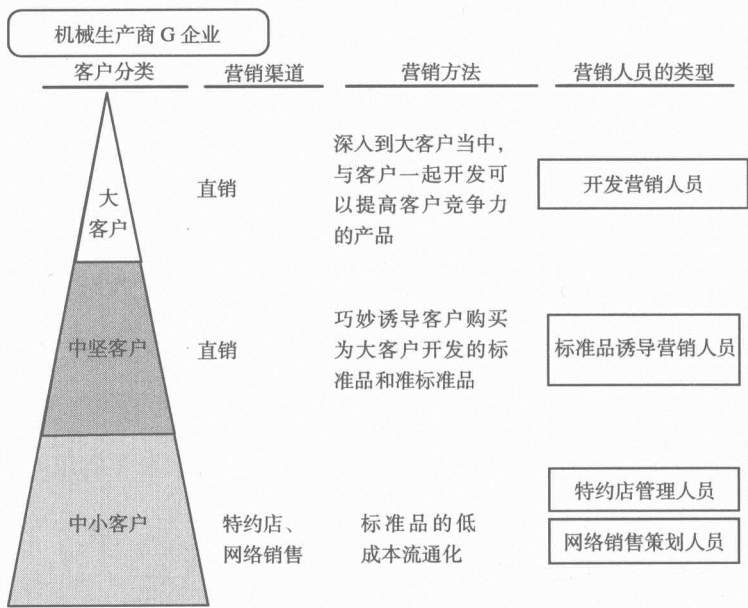 机械生产商 G 企业
客户分类 营销渠道 营销方法 营销人员的类型
大
客户
直销
深入到大客户当中，
与客户一起开发可
以提高客户竞争力
的产品
开发营销人员
中坚客户
直销
巧妙诱导客户购买
为大客户开发的标
准品和准标准品
标准品诱导营销人员
中小客户
特约店、
网络销售
标准品的低
成本流通化
特约店管理人员
网络销售策划人员